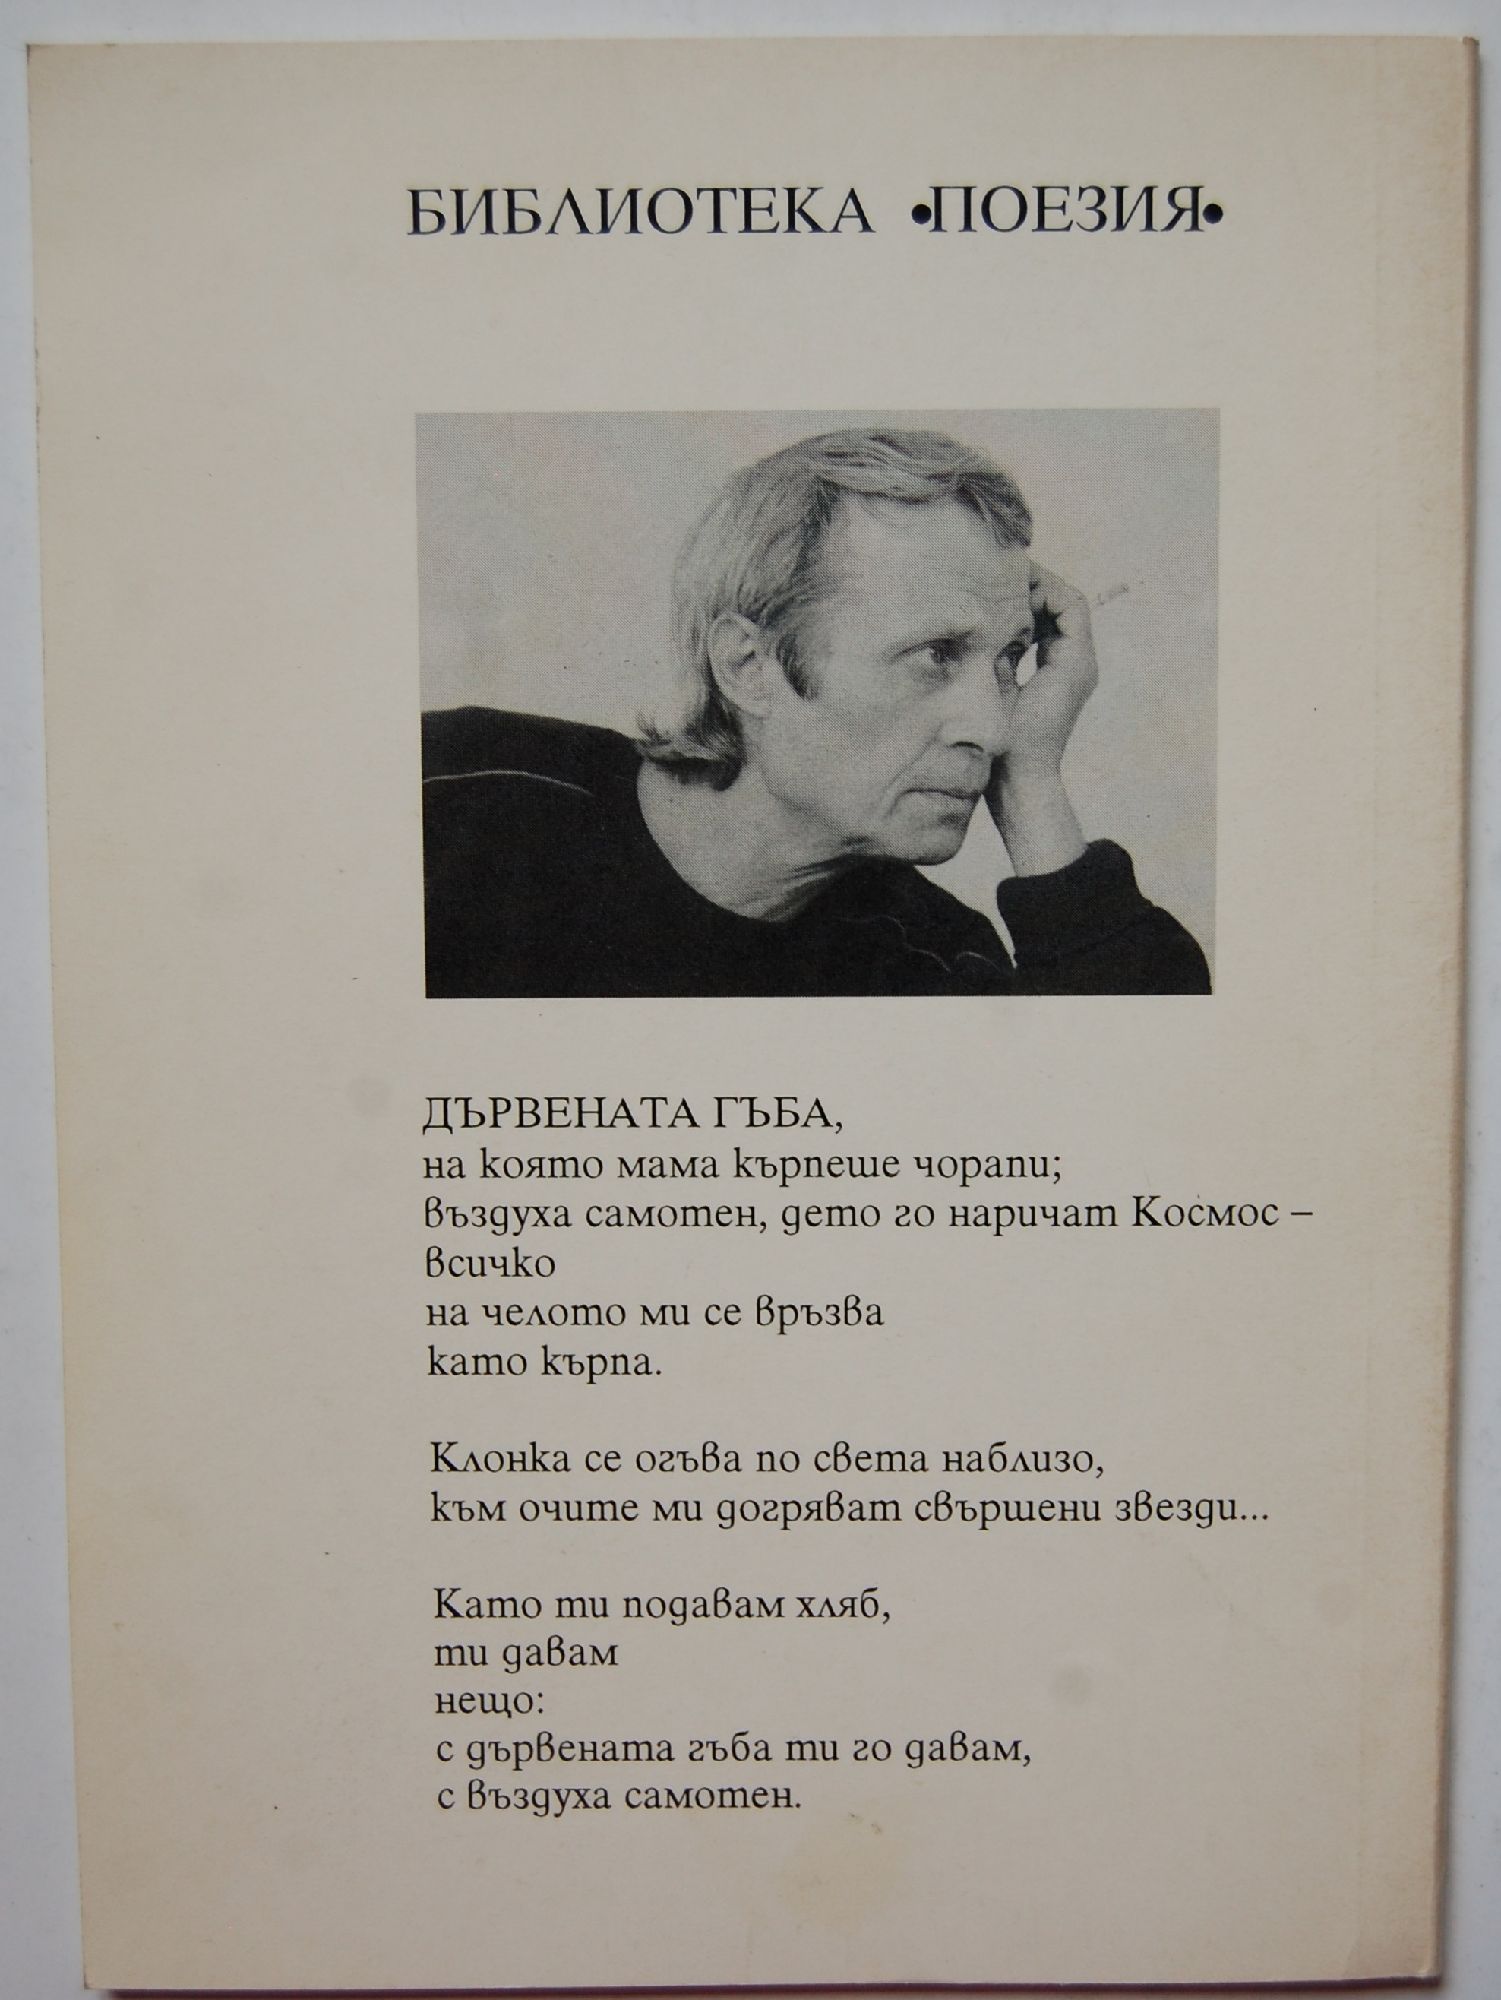 БИБЛИОТЕКА •ПОЕЗИЯ•
ДЪРВЕНАТА ГЪБА,
на която мама кърпеше чорапи;
въздуха самотен, дето го наричат Космос –
всичко
на челото ми се връзва
като кърпа.
Клонка се огъва по света наблизо,
към очите ми догряват свършени звезди...
Като ти подавам хляб,
ти давам
нещо:
с дървената гъба ти го давам,
с въздуха самотен.